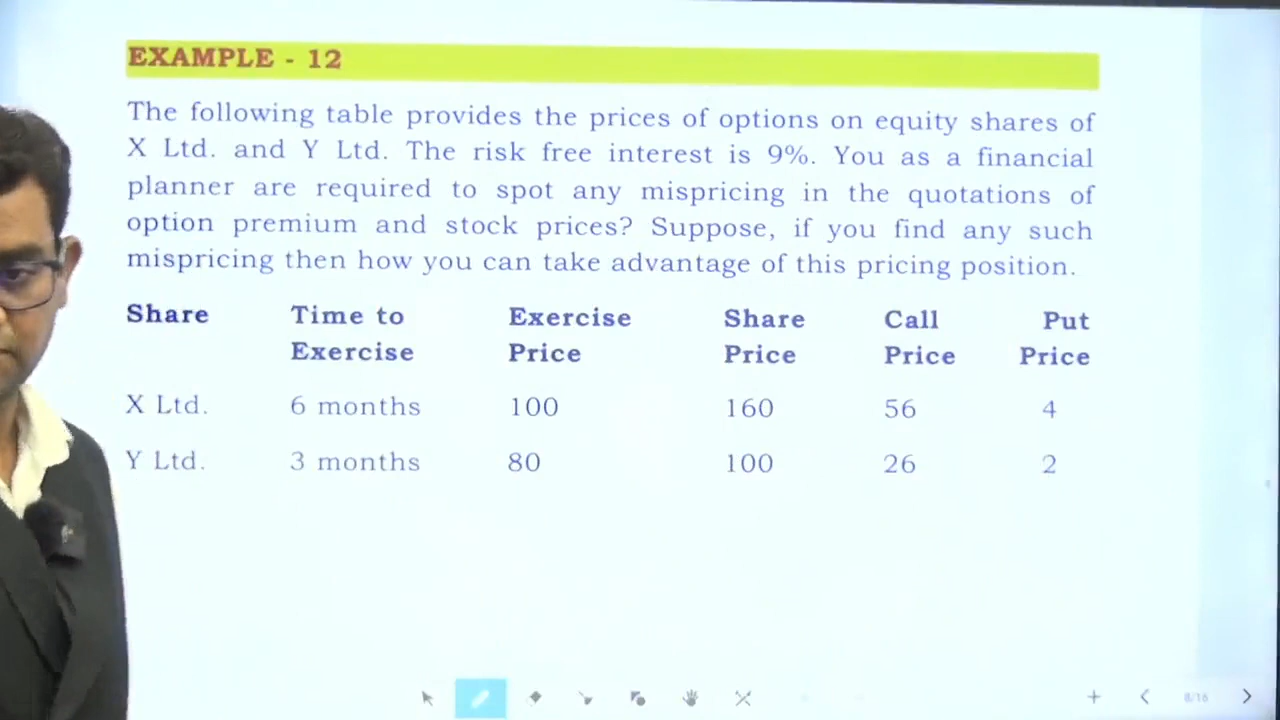 EXAMPLE - 12
The following table provides the prices of options on equity shares of
X Ltd. and Y Ltd. The risk free interest is 9%. You as a financial
planner are required to spot any mispricing in the quotations of
option premium and stock prices? Suppose, if you find any such
mispricing then how you can take advantage of this pricing position.
Share Time to Exercise Share Call Put
Exercise Price Price Price Price
X Ltd. 6 months 100 160 56 4
Y Ltd. 3 months 80 100 26 2
8/16